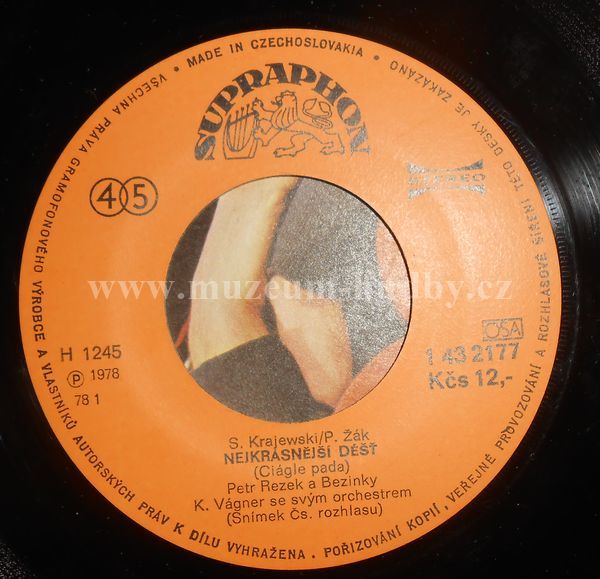 VŠECHNA PRÁVA GRAMOFONOVÉHO VÝROBCE A VLASTNÍKŮ AUTORSKÝCH PRÁV K DÍLU VYHRAŽENA . POŘIZOVÁNÍ KOPIÍ, VEŘEJNÉ PROVOZOVÁNÍ A ROZHLASOVÉ ŠÍŘENÍ TÉTO DESKY JE ZAKÁZÁNO
• MADE IN CZECHOSLOVAKIA •
SUPRAPHON
45
STEREO
www.muzeum-hudby.cz
OSA
H 1245
1 43 2177
Ⓟ 1978
Kčs 12,-
78 1
S. Krajewski/P. Žák
NEJKRÁSNĚJŠÍ DÉŠŤ
(Ciągle pada)
Petr Rezek a Bezinky
K. Vágner se svým orchestrem
(Snímek Čs. rozhlasu)